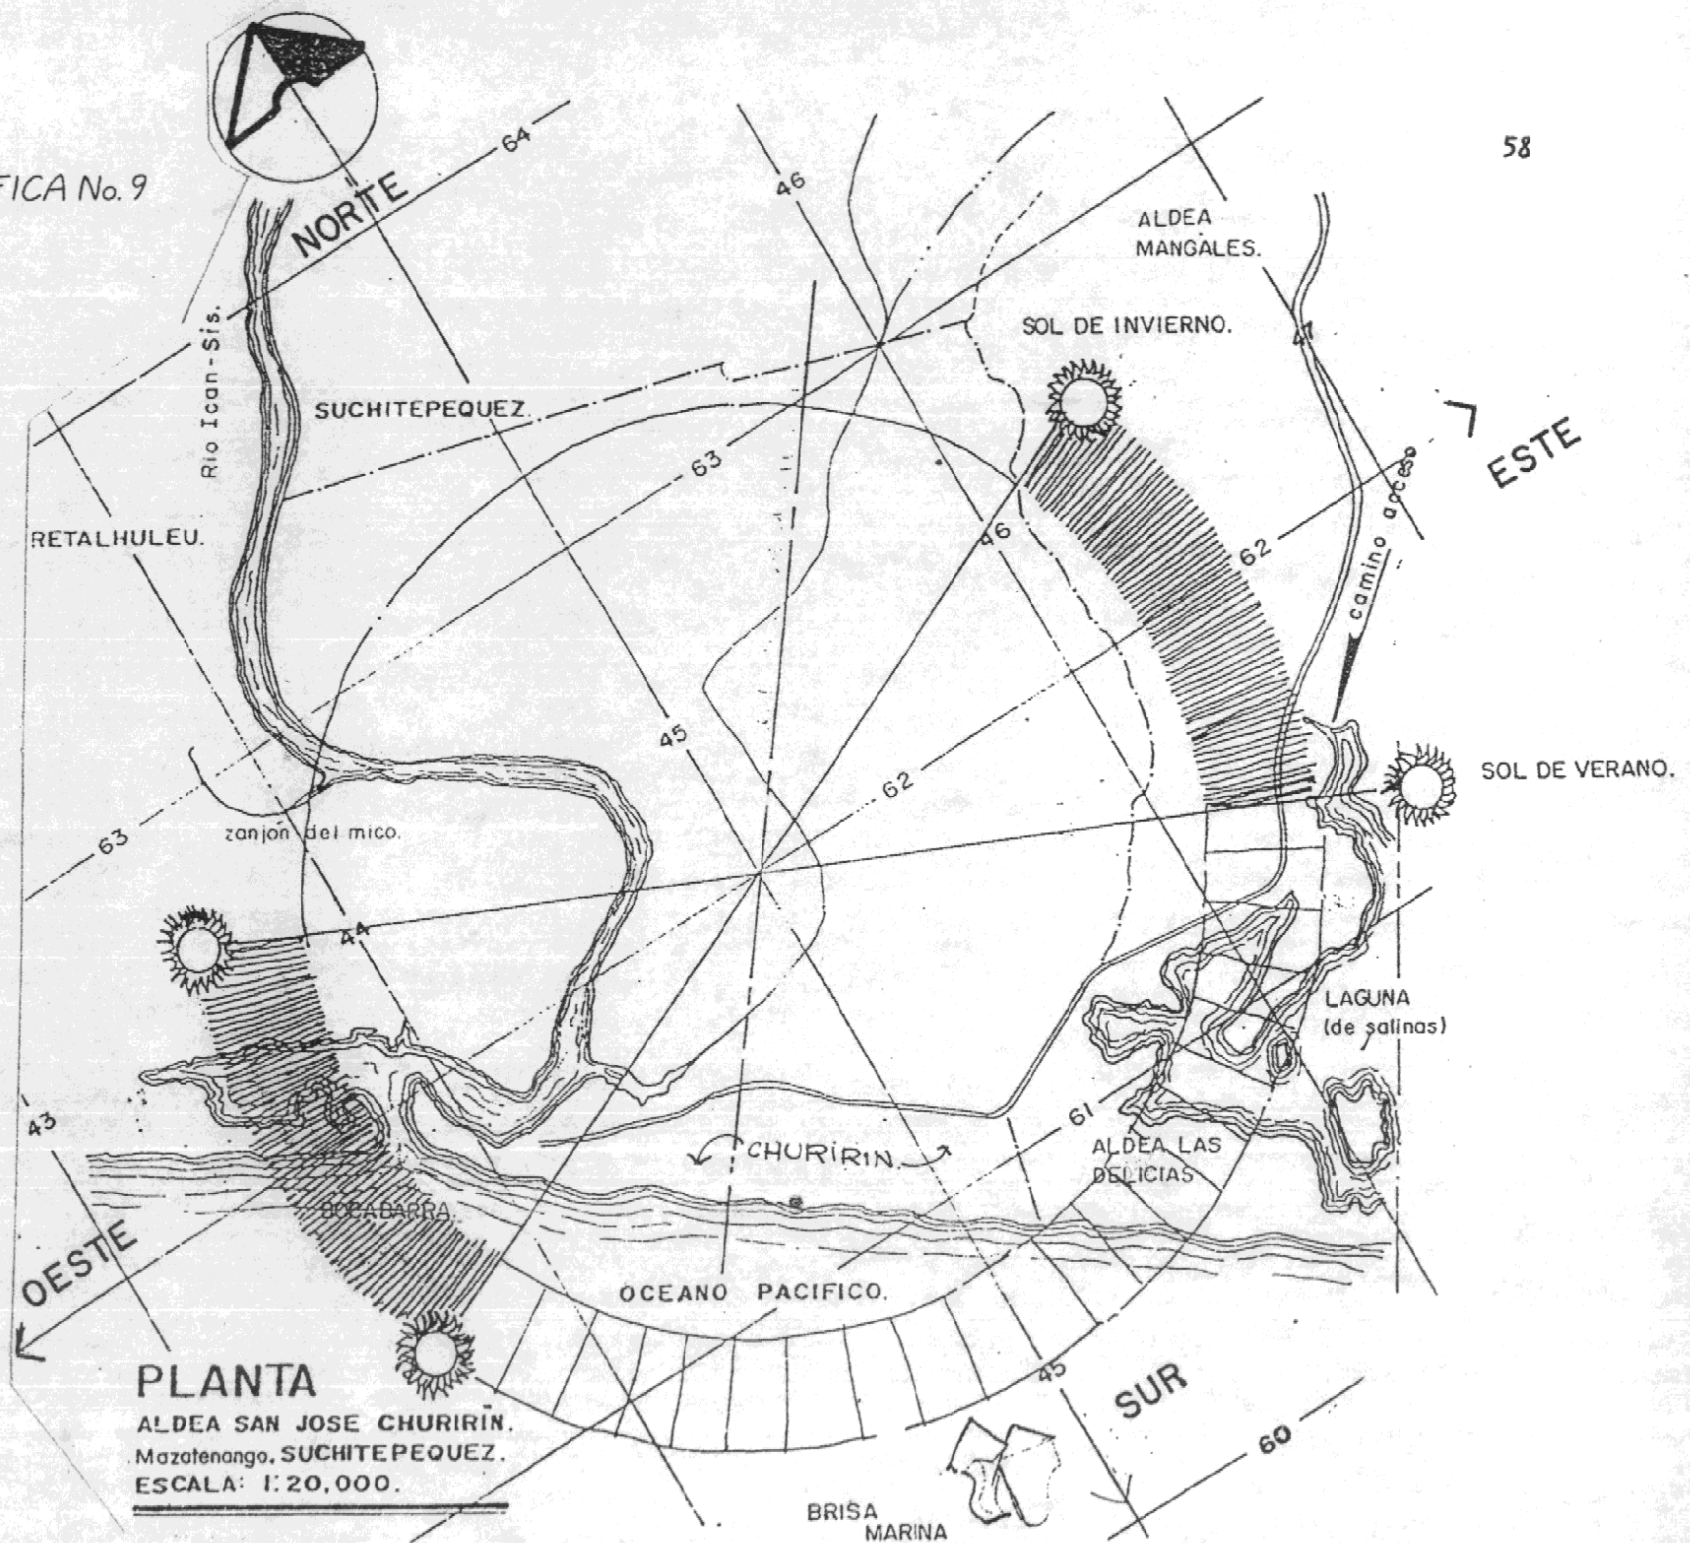 58
FICA No. 9
NORTE
64
46
ALDEA
MANGALES.
SOL DE INVIERNO.
47
Rio Ican-Sis.
SUCHITEPEQUEZ.
63
ESTE
RETALHULEU.
46
62
camino acceso
45
62
SOL DE VERANO.
63
zanjón del mico.
44
LAGUNA
(de salinas)
43
61
CHURIRIN
ALDEA LAS
DELICIAS
BOCABARRA
OESTE
OCEANO PACIFICO.
45
SUR
60
PLANTA
ALDEA SAN JOSE CHURIRÍN.
Mazatenango, SUCHITEPEQUEZ.
ESCALA: 1:20,000.
BRISA
MARINA